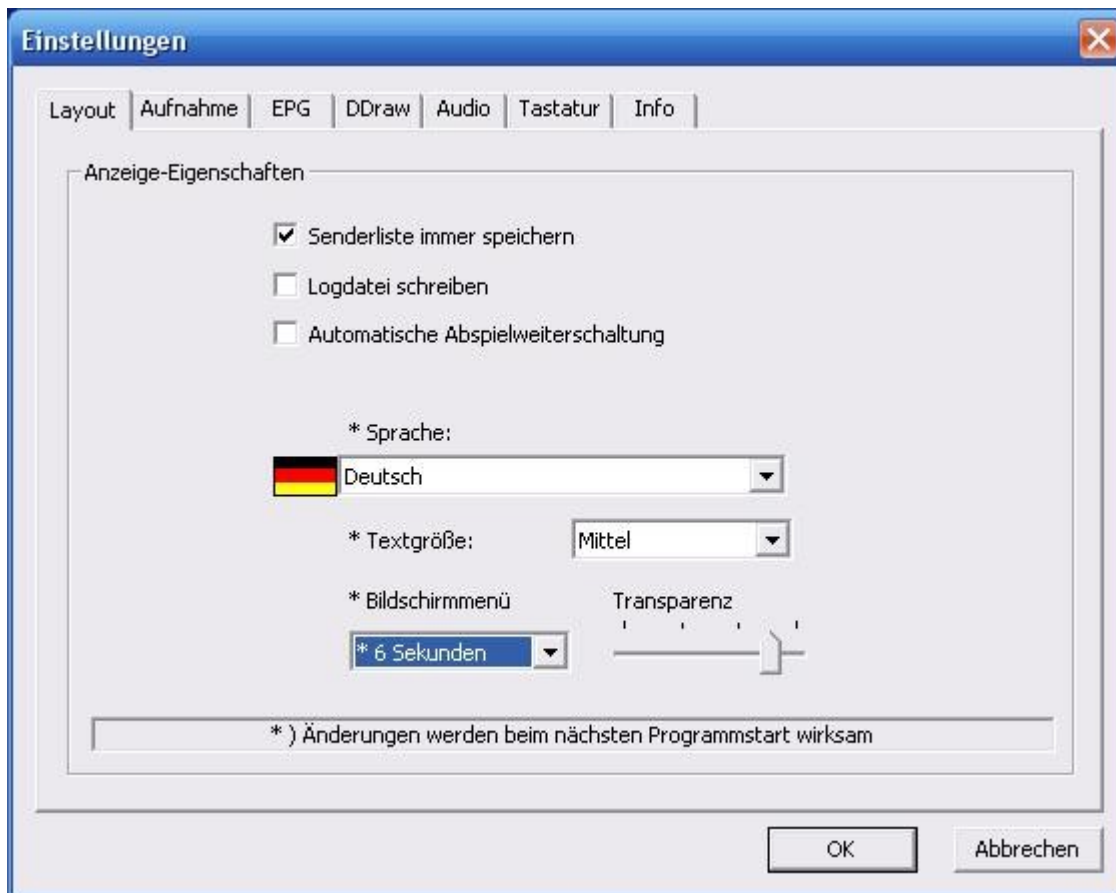 Einstellungen
Layout Aufnahme EPG DDraw Audio Tastatur Info
Anzeige-Eigenschaften
Senderliste immer speichern
Logdatei schreiben
Automatische Abspielweiterschaltung
* Sprache:
Deutsch
* Textgröße: Mittel
* Bildschirmmenü Transparenz
* 6 Sekunden
* ) Änderungen werden beim nächsten Programmstart wirksam
OK Abbrechen